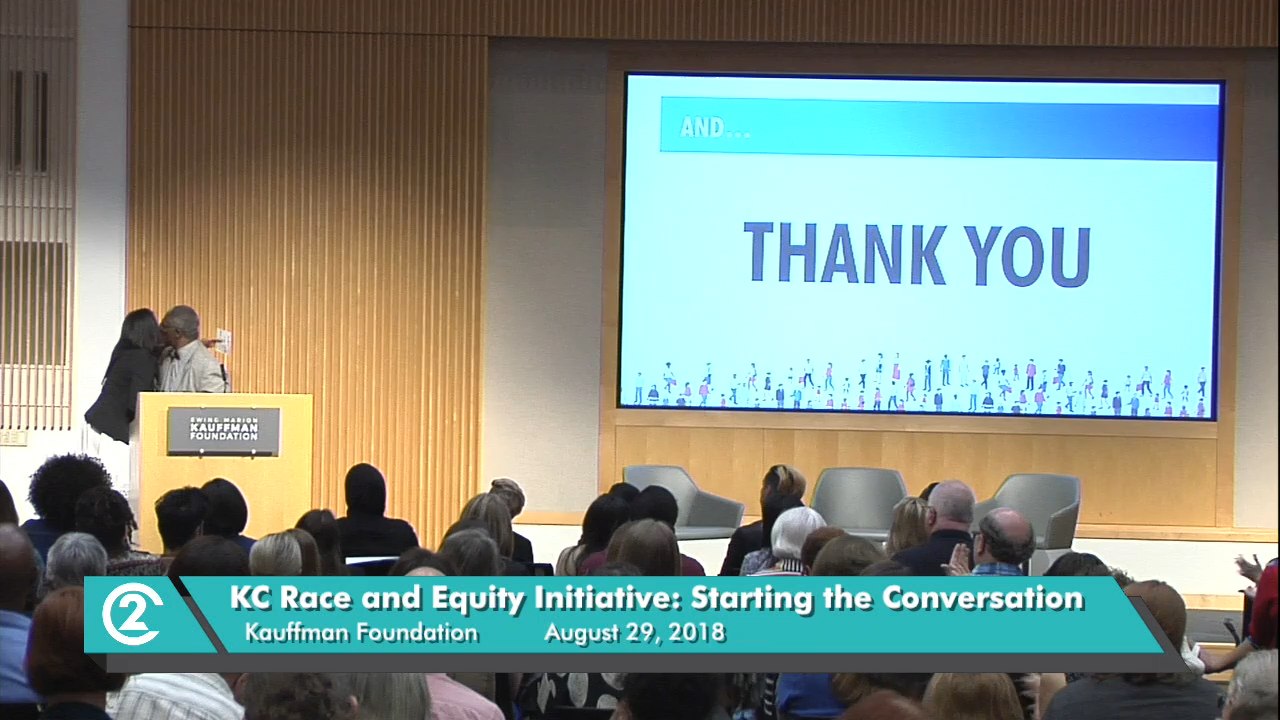 AND...
THANK YOU
EWING MARION
KAUFFMAN
FOUNDATION
2
KC Race and Equity Initiative: Starting the Conversation
Kauffman Foundation August 29, 2018